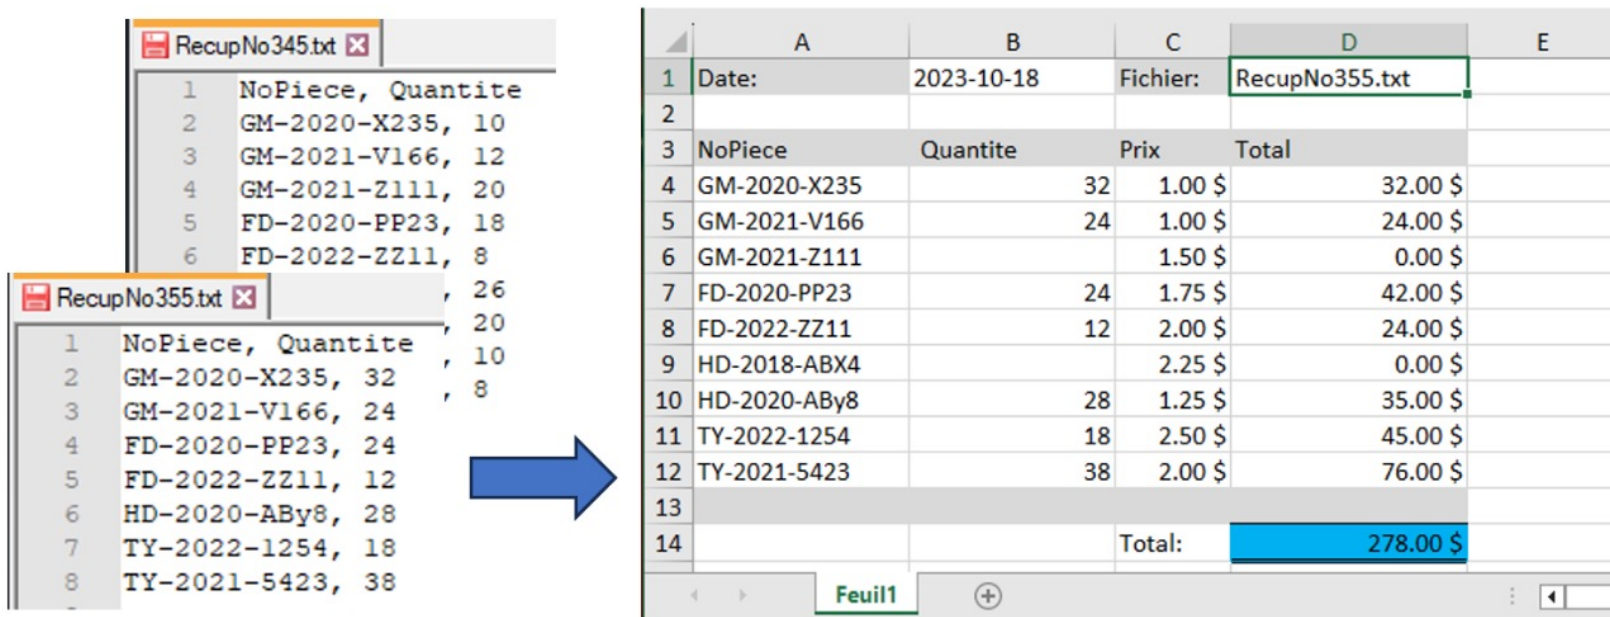 RecupNo345.txt
1 NoPiece, Quantite
2 GM-2020-X235, 10
3 GM-2021-V166, 12
4 GM-2021-Z111, 20
5 FD-2020-PP23, 18
6 FD-2022-ZZ11, 8
, 26
, 20
, 10
, 8
RecupNo355.txt
1 NoPiece, Quantite
2 GM-2020-X235, 32
3 GM-2021-V166, 24
4 FD-2020-PP23, 24
5 FD-2022-ZZ11, 12
6 HD-2020-ABy8, 28
7 TY-2022-1254, 18
8 TY-2021-5423, 38
A B C D E
1 Date: 2023-10-18 Fichier: RecupNo355.txt
2
3 NoPiece Quantite Prix Total
4 GM-2020-X235 32 1.00 $ 32.00 $
5 GM-2021-V166 24 1.00 $ 24.00 $
6 GM-2021-Z111 1.50 $ 0.00 $
7 FD-2020-PP23 24 1.75 $ 42.00 $
8 FD-2022-ZZ11 12 2.00 $ 24.00 $
9 HD-2018-ABX4 2.25 $ 0.00 $
10 HD-2020-ABy8 28 1.25 $ 35.00 $
11 TY-2022-1254 18 2.50 $ 45.00 $
12 TY-2021-5423 38 2.00 $ 76.00 $
13
14 Total: 278.00 $
Feuil1